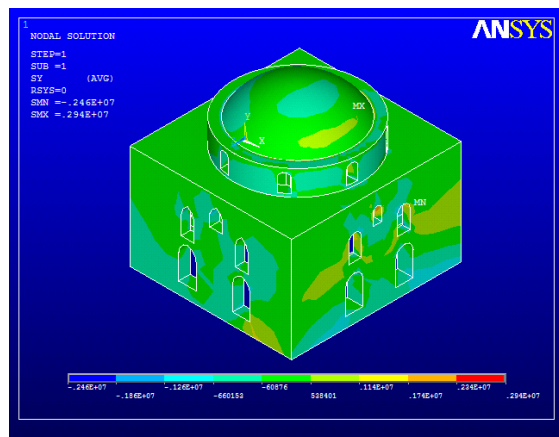 1
ANSYS
NODAL SOLUTION
STEP=1
SUB =1
SY (AVG)
RSYS=0
SMN =-.246E+07
SMX =.294E+07
MX
Y
X
MN
-.246E+07 -.126E+07 -60876 .114E+07 .234E+07
-.186E+07 -660153 538401 .174E+07 .294E+07